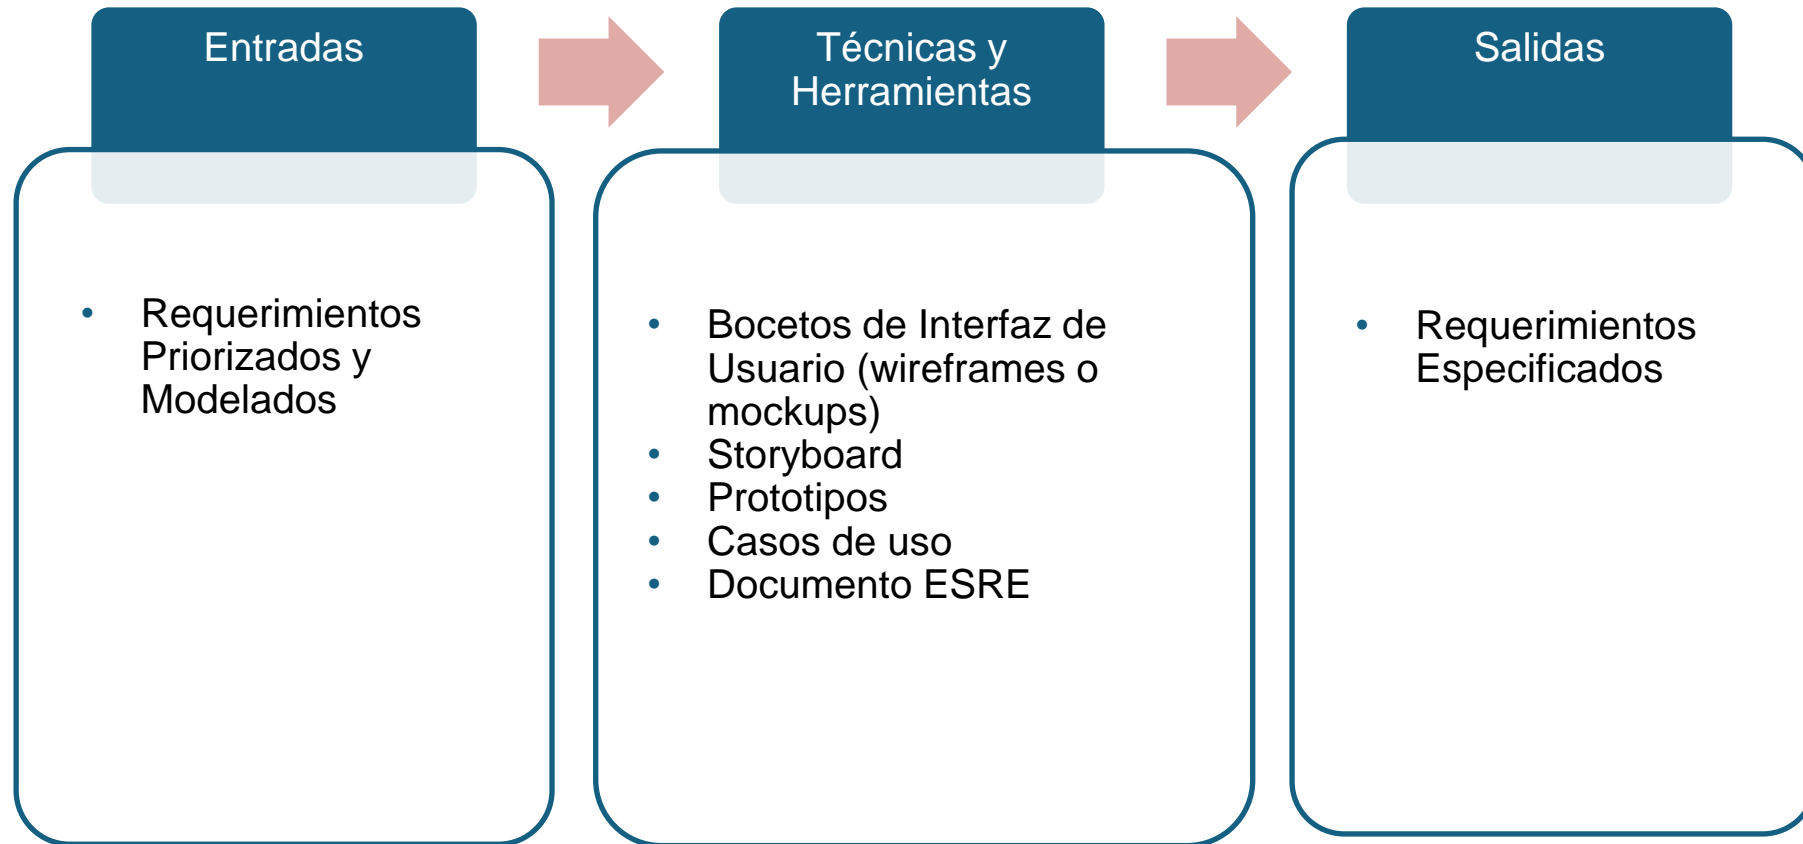 Entradas
Técnicas y
Herramientas
Salidas
• Requerimientos
Priorizados y
Modelados
• Bocetos de Interfaz de
Usuario (wireframes o
mockups)
• Storyboard
• Prototipos
• Casos de uso
• Documento ESRE
• Requerimientos
Especificados